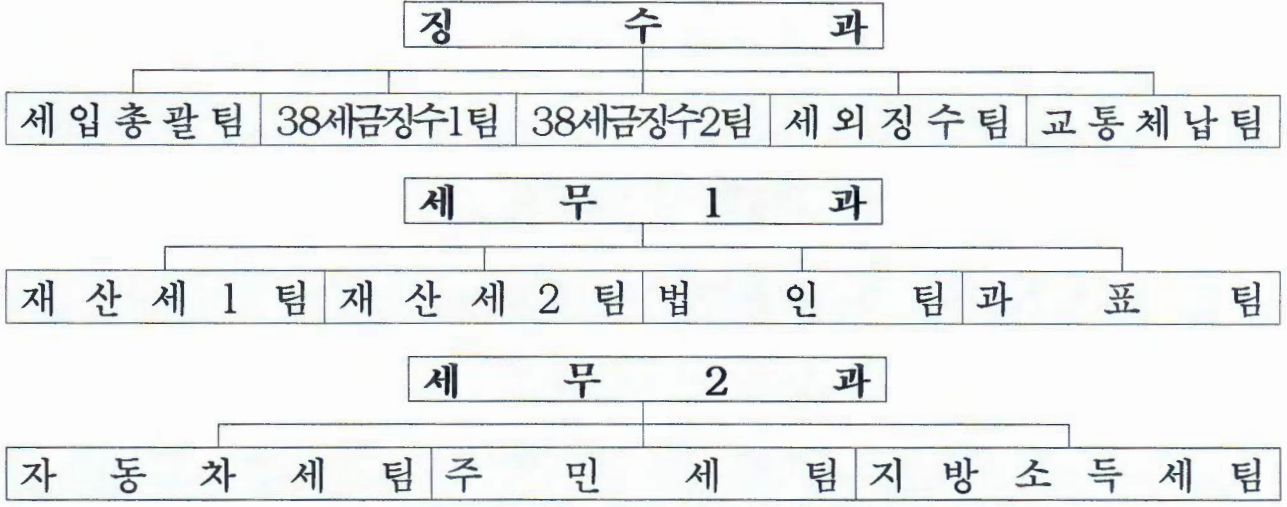 징수과
세입총괄팀 38세금징수1팀 38세금징수2팀 세외징수팀 교통체납팀
세무1과
재산세1팀 재산세2팀 법인팀 과표팀
세무2과
자동차세팀 주민세팀 지방소득세팀